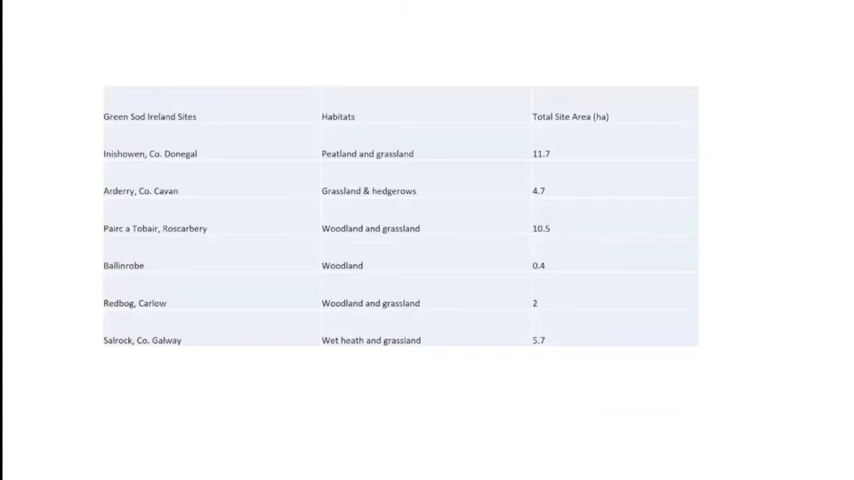 Green Sod Ireland Sites Habitats Total Site Area (ha)
Inishowen, Co. Donegal Peatland and grassland 11.7
Arderry, Co. Cavan Grassland & hedgerows 4.7
Pairc a Tobair, Roscarbery Woodland and grassland 10.5
Ballinrobe Woodland 0.4
Redbog, Carlow Woodland and grassland 2
Salrock, Co. Galway Wet heath and grassland 5.7